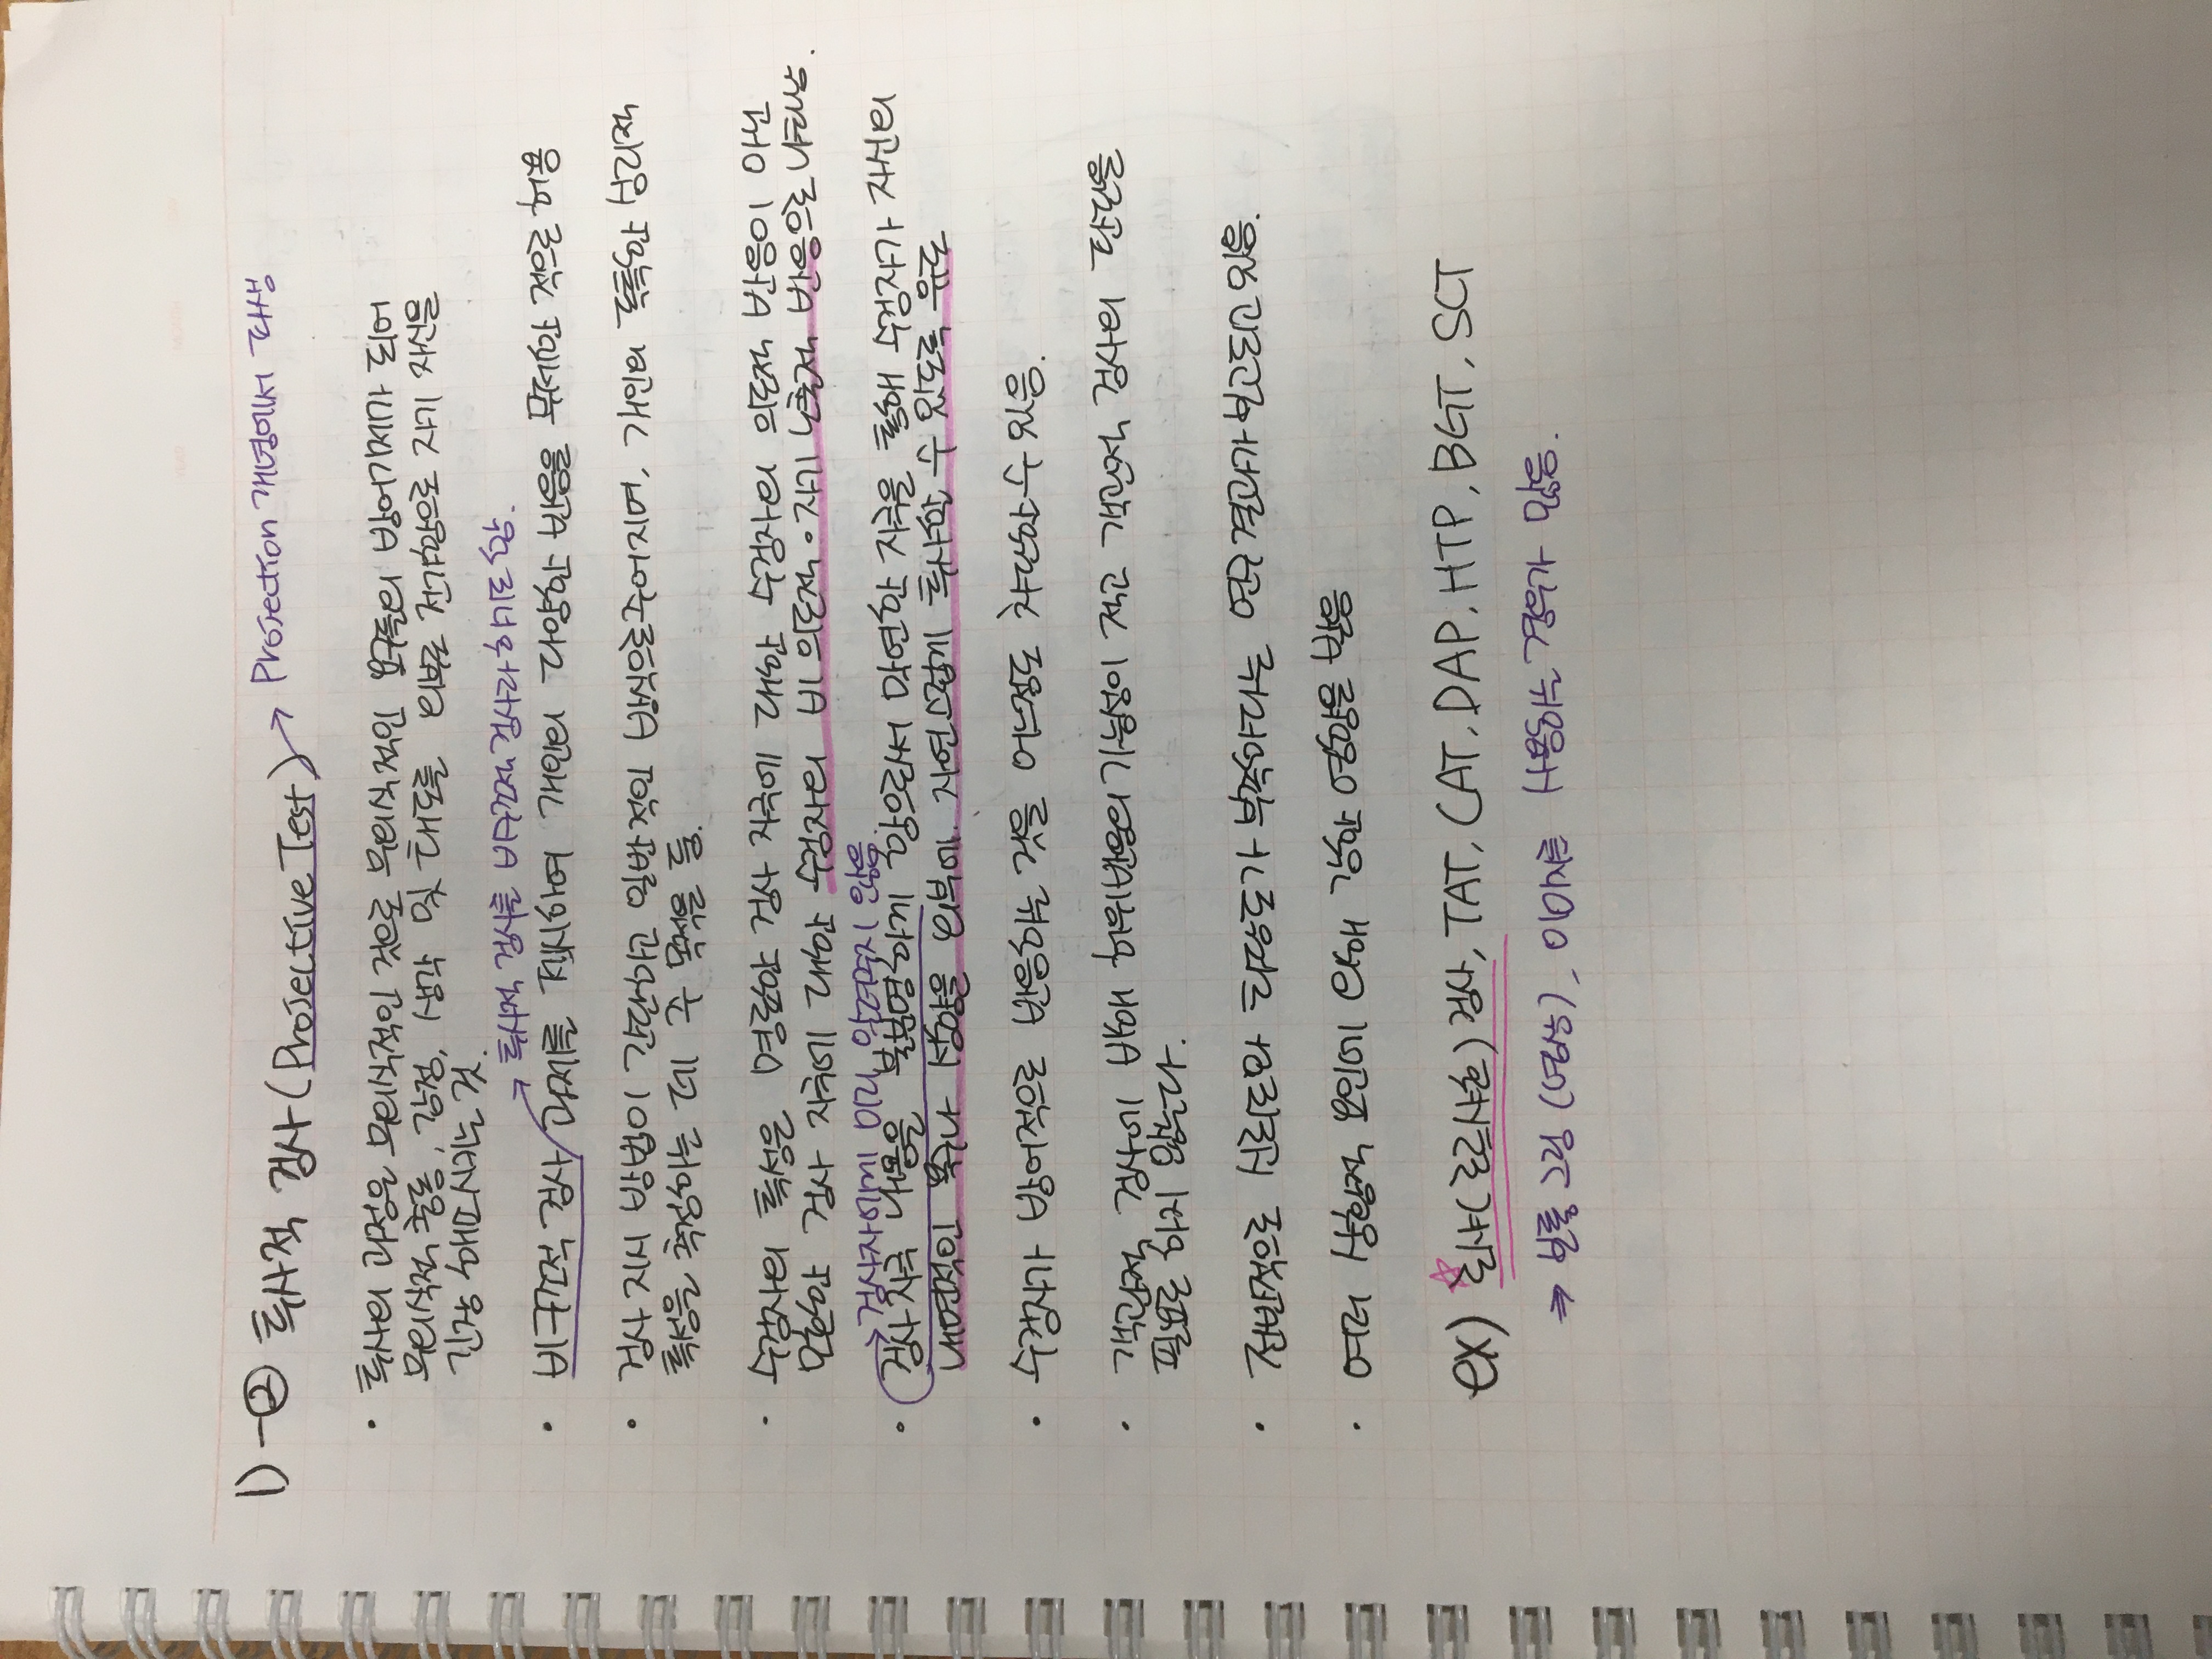 1) - ② 투사적 검사 (Projective Test) → Projection 개념에서 파생
· 투사의 과정은 무의식적인 것으로 무의식적인 요구들의 방어기제가 되어
무의식적 충동, 감정, 생각 및 태도를 외부로 전가함으로 자기 자신을
긴장 해소시키는 것.
→ 투사적 검사를 비구조적 검사라 하기도 함.
· 비구조적 검사 과제를 제시하여 개인의 다양한 반응을 무제한 적으로 허용
· 검사 지시 방법이 간단하고 일반적인 방식으로 주어지며, 개인의 독특한 심리적
특성을 측정하는 데 주 목적을 둠.
· 수검자의 특성은 명료한 검사 자극에 대한 수검자의 의도적 반응이 아닌
모호한 검사 자극에 대한 수검자의 비 의도적 · 자기 노출적 반응으로 나타남.
→ 검사자에게 미리 알려주지 않음.
· 검사 자극 내용을 불분명하게 함으로써 막연한 자극을 통해 수검자가 자신의
내면적인 욕구나 성향을 외부에. 자연스럽게 투사할 수 있도록 유도
· 수검자가 방어적으로 반응하는 것을 어느정도 차단할 수 있음.
· 객관적 검사에 비해 허위반응의 가능성이 적고 객관적 검사의 판단을
필요로 하지 않는다.
· 전반적으로 신뢰도와 타당도가 부족하다는 연구 결과가 보고되고 있음.
· 여러 상황적 요인에 의해 강한 영향을 받음
ex) ☆로샤(로르샤흐) 검사, TAT, CAT, DAP, HTP, BGT, SCT
⇒ 보통 그림 (영상), 이미지를 사용하는 경우가 많음.